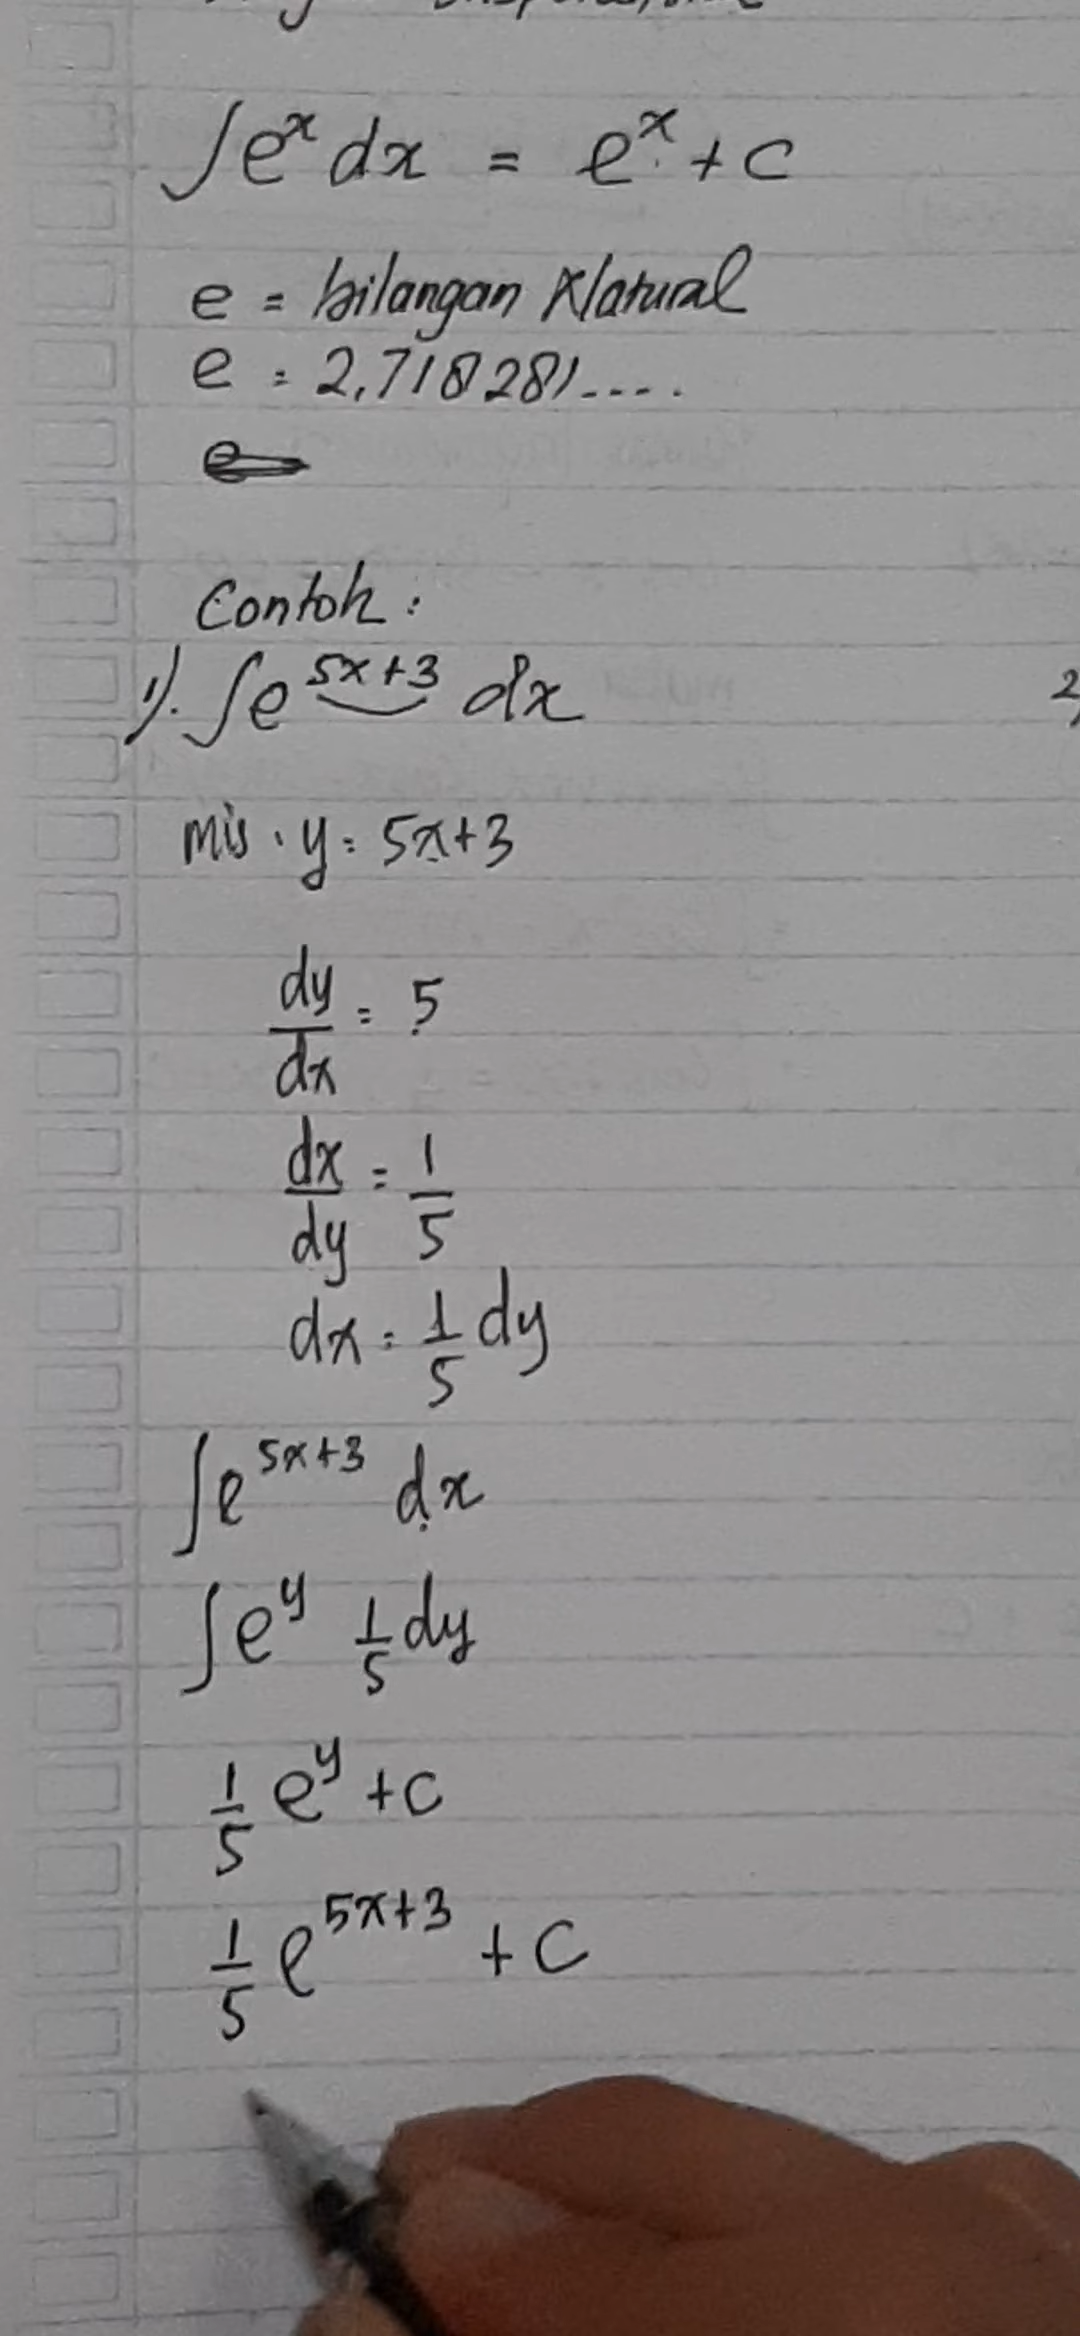 ∫e^x dx = e^x + c
e = bilangan Natural
e = 2,718281....
Contoh :
1). ∫e^(5x+3) dx
2)
mis. y = 5x+3
dy/dx = 5
dx/dy = 1/5
dx = 1/5 dy
∫e^(5x+3) dx
∫e^y 1/5 dy
1/5 e^y + c
1/5 e^(5x+3) + c